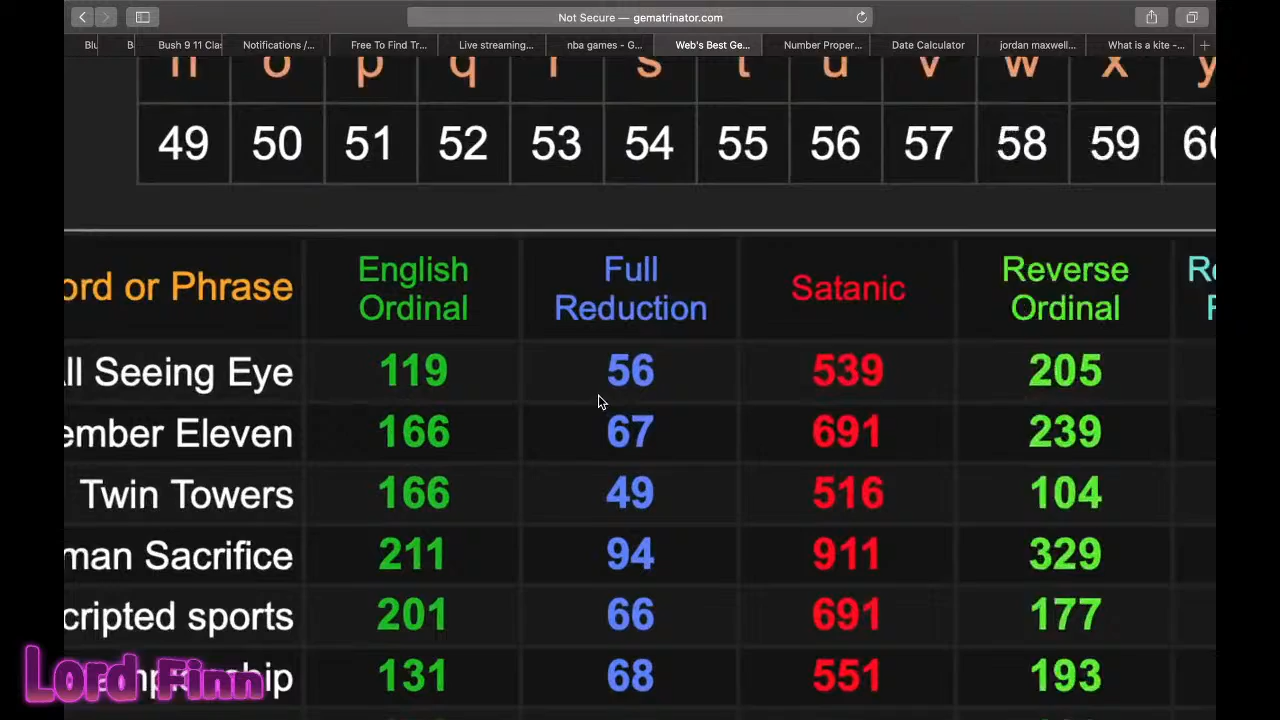 Not Secure — gematrinator.com
Blu B Bush 9 11 Cla: Notifications /... Free To Find Tr... Live streaming... nba games - G... Web's Best Ge... Number Proper... Date Calculator jordan maxwell... What is a kite -...
n o p q r s t u v w x y
49 50 51 52 53 54 55 56 57 58 59 60
ord or Phrase English Ordinal Full Reduction Satanic Reverse Ordinal
ll Seeing Eye 119 56 539 205
ember Eleven 166 67 691 239
Twin Towers 166 49 516 104
man Sacrifice 211 94 911 329
cripted sports 201 66 691 177
131 68 551 193
Lord Finn